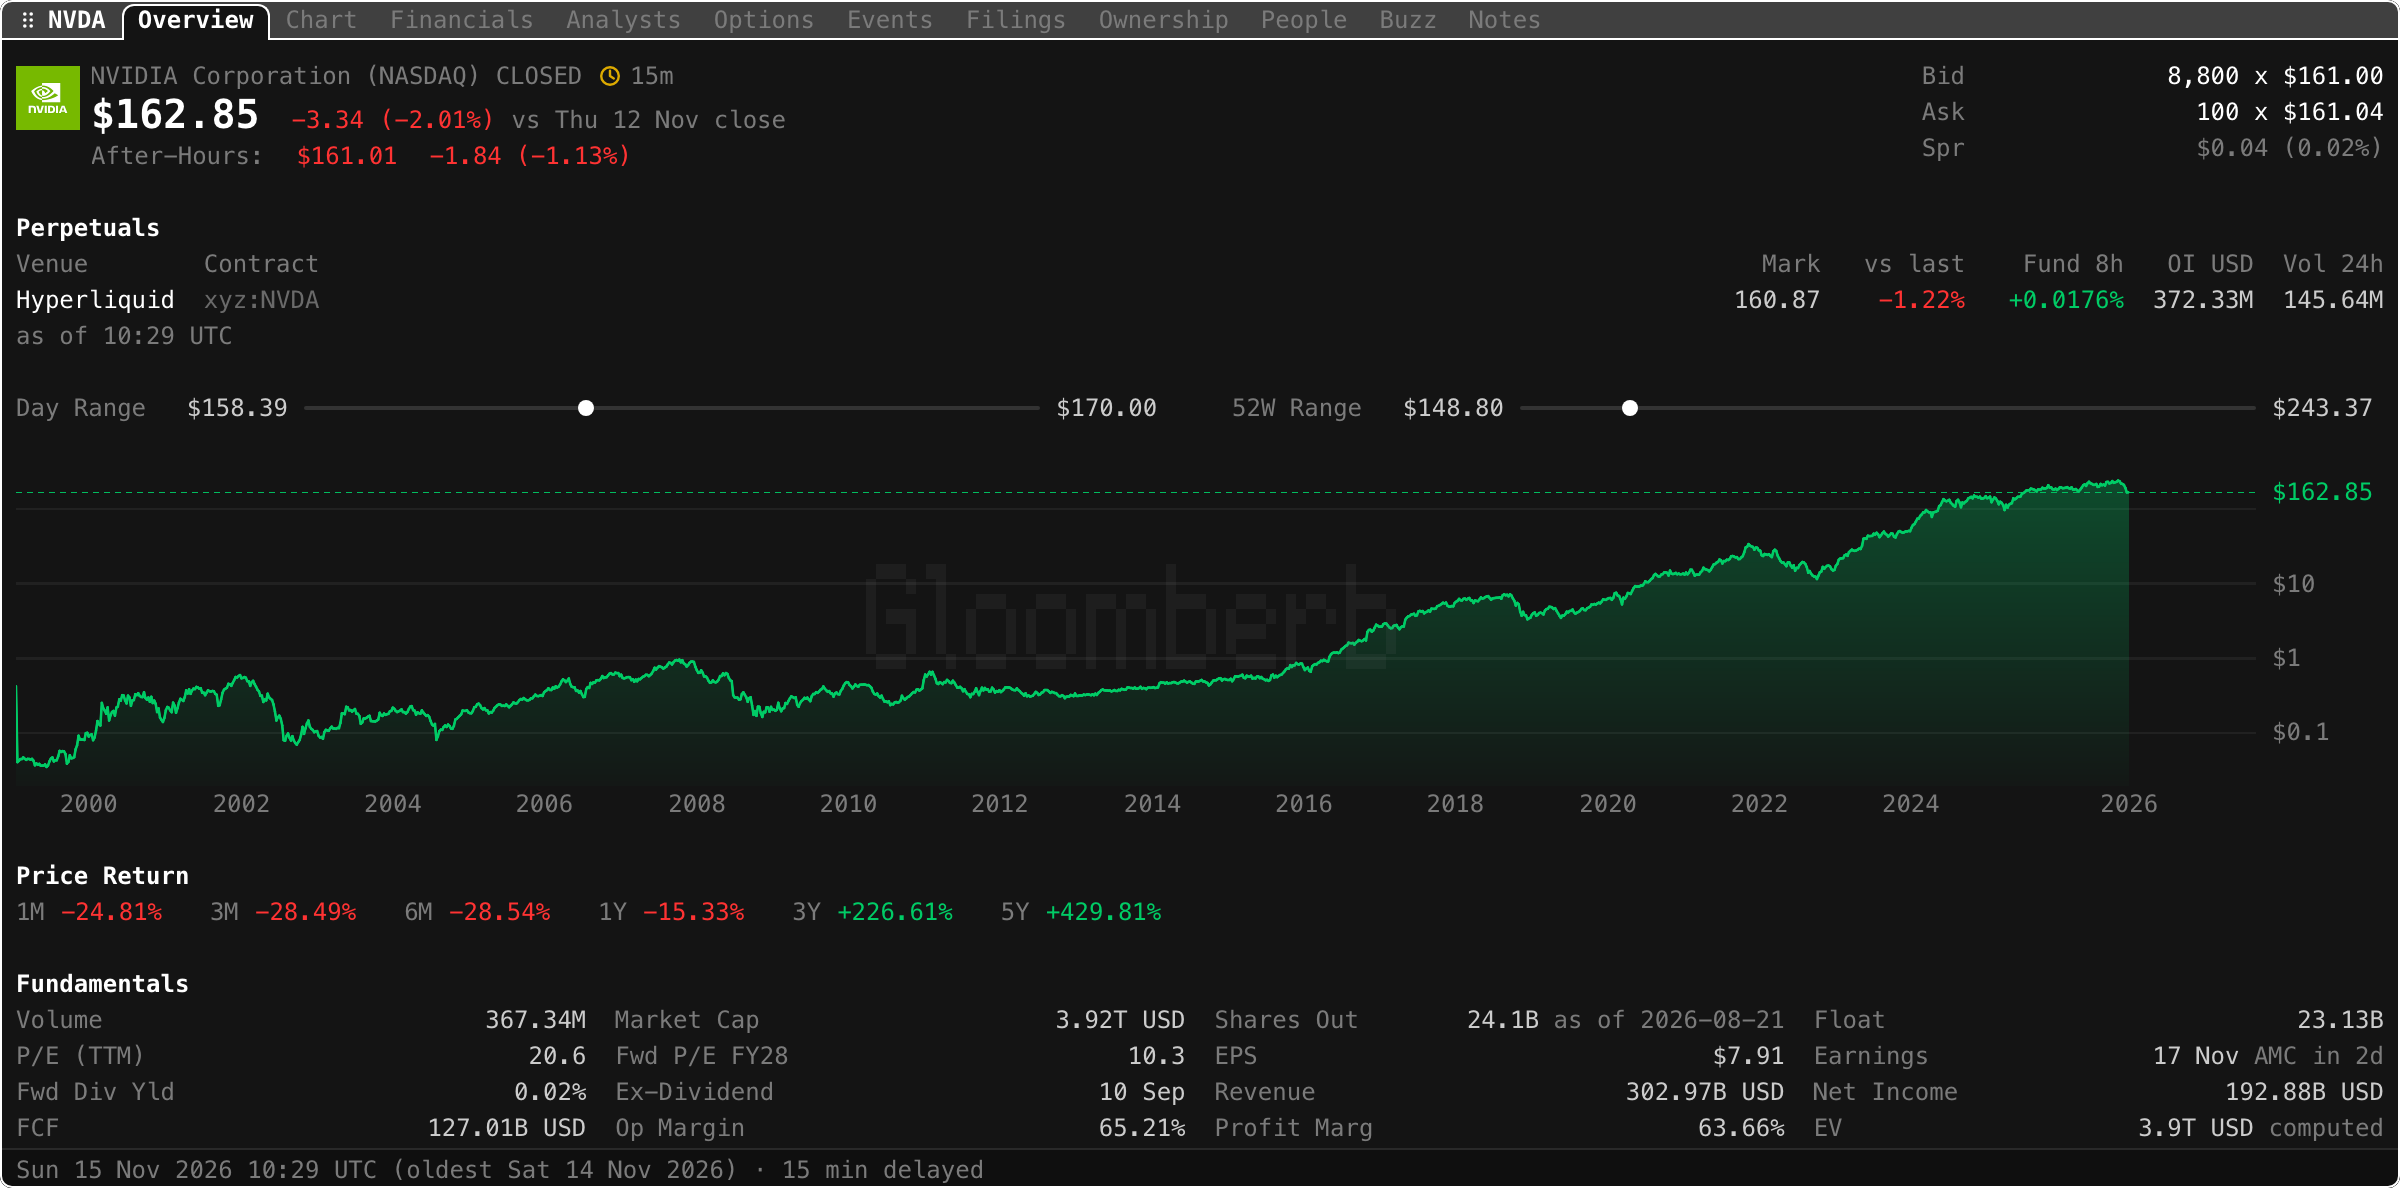 NVDA Overview Chart Financials Analysts Options Events Filings Ownership People Buzz Notes
NVIDIA
NVIDIA Corporation (NASDAQ) CLOSED 15m
$162.85 −3.34 (−2.01%) vs Thu 12 Nov close
After-Hours: $161.01 −1.84 (−1.13%)
Bid 8,800 x $161.00
Ask 100 x $161.04
Spr $0.04 (0.02%)
Perpetuals
Venue Contract Mark vs last Fund 8h OI USD Vol 24h
Hyperliquid xyz:NVDA 160.87 −1.22% +0.0176% 372.33M 145.64M
as of 10:29 UTC
Day Range $158.39 $170.00 52W Range $148.80 $243.37
$162.85
$10
$1
$0.1
Gloomberb
2000 2002 2004 2006 2008 2010 2012 2014 2016 2018 2020 2022 2024 2026
Price Return
1M −24.81% 3M −28.49% 6M −28.54% 1Y −15.33% 3Y +226.61% 5Y +429.81%
Fundamentals
Volume 367.34M Market Cap 3.92T USD Shares Out 24.1B as of 2026-08-21 Float 23.13B
P/E (TTM) 20.6 Fwd P/E FY28 10.3 EPS $7.91 Earnings 17 Nov AMC in 2d
Fwd Div Yld 0.02% Ex-Dividend 10 Sep Revenue 302.97B USD Net Income 192.88B USD
FCF 127.01B USD Op Margin 65.21% Profit Marg 63.66% EV 3.9T USD computed
Sun 15 Nov 2026 10:29 UTC (oldest Sat 14 Nov 2026) · 15 min delayed